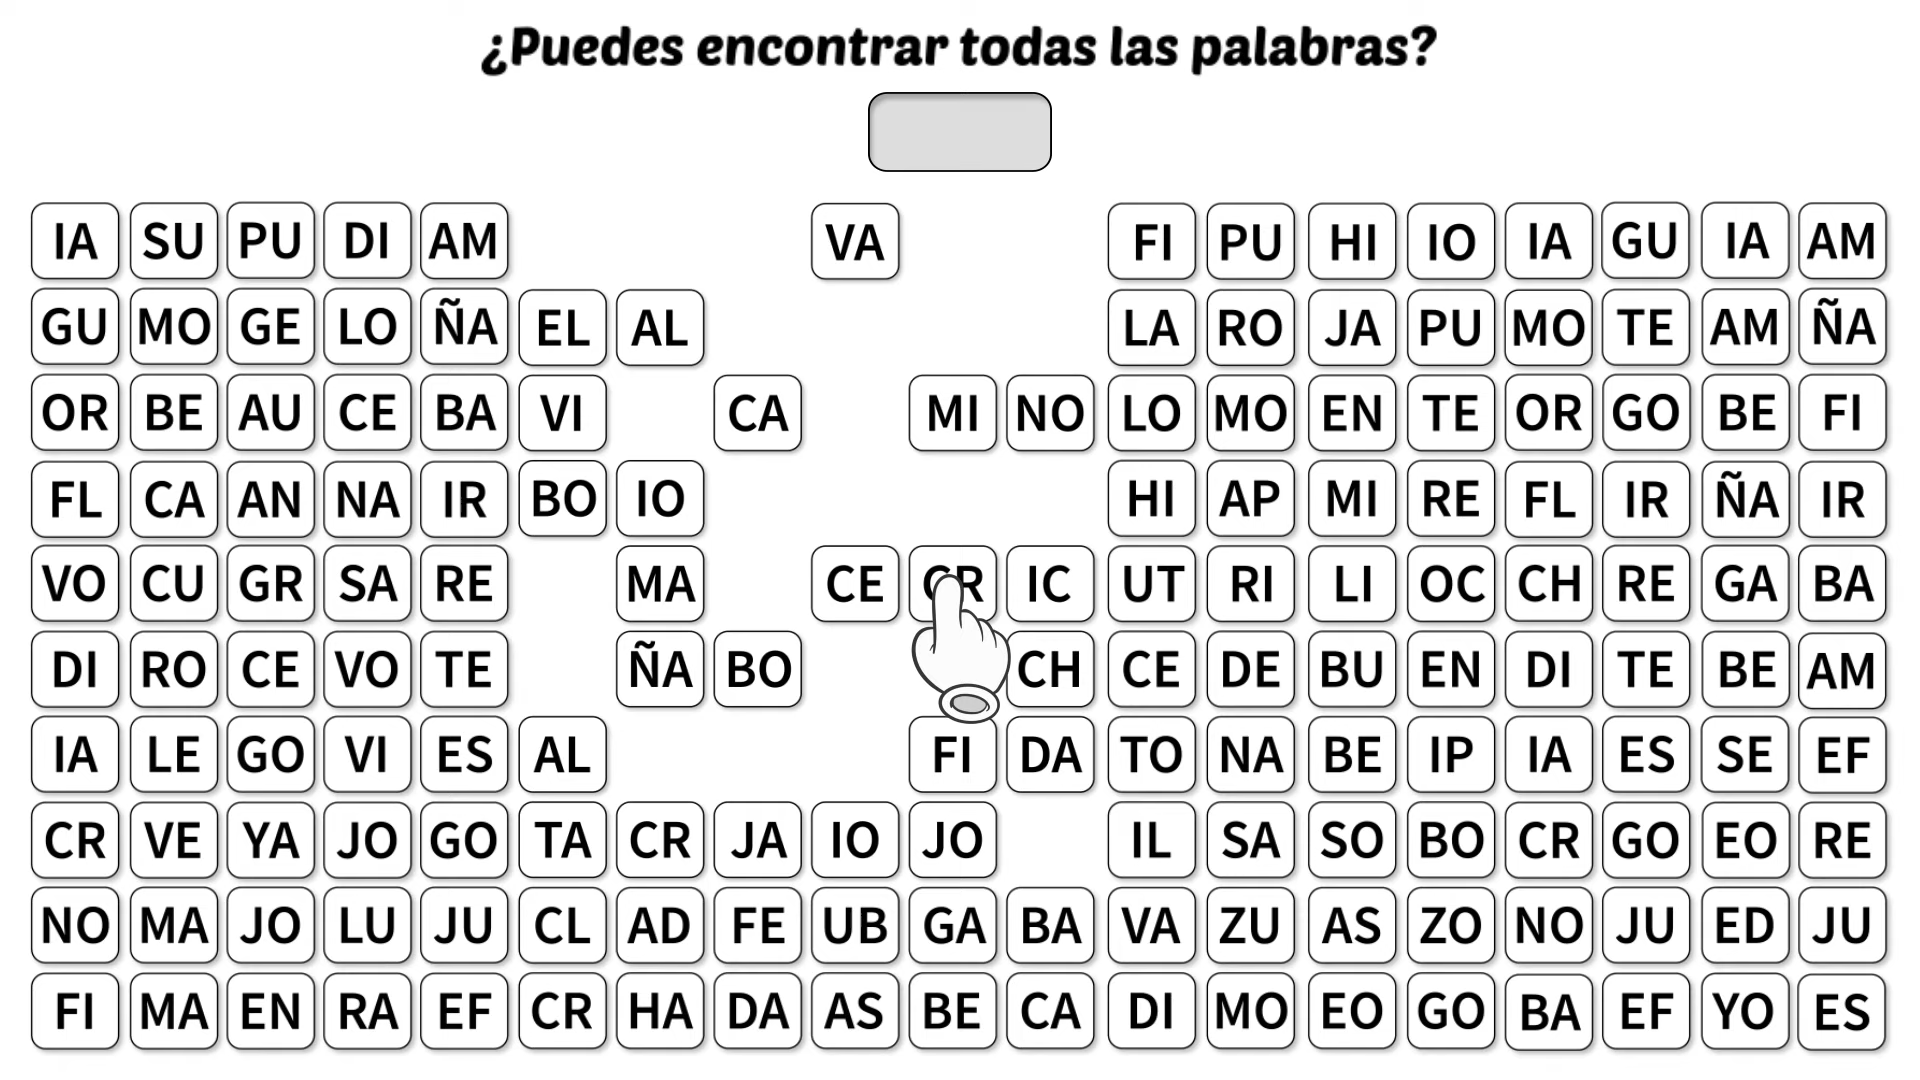 ¿Puedes encontrar todas las palabras?
IA SU PU DI AM VA FI PU HI IO IA GU IA AM
GU MO GE LO ÑA EL AL LA RO JA PU MO TE AM ÑA
OR BE AU CE BA VI CA MI NO LO MO EN TE OR GO BE FI
FL CA AN NA IR BO IO HI AP MI RE FL IR ÑA IR
VO CU GR SA RE MA CE CR IC UT RI LI OC CH RE GA BA
DI RO CE VO TE ÑA BO CH CE DE BU EN DI TE BE AM
IA LE GO VI ES AL FI DA TO NA BE IP IA ES SE EF
CR VE YA JO GO TA CR JA IO JO IL SA SO BO CR GO EO RE
NO MA JO LU JU CL AD FE UB GA BA VA ZU AS ZO NO JU ED JU
FI MA EN RA EF CR HA DA AS BE CA DI MO EO GO BA EF YO ES